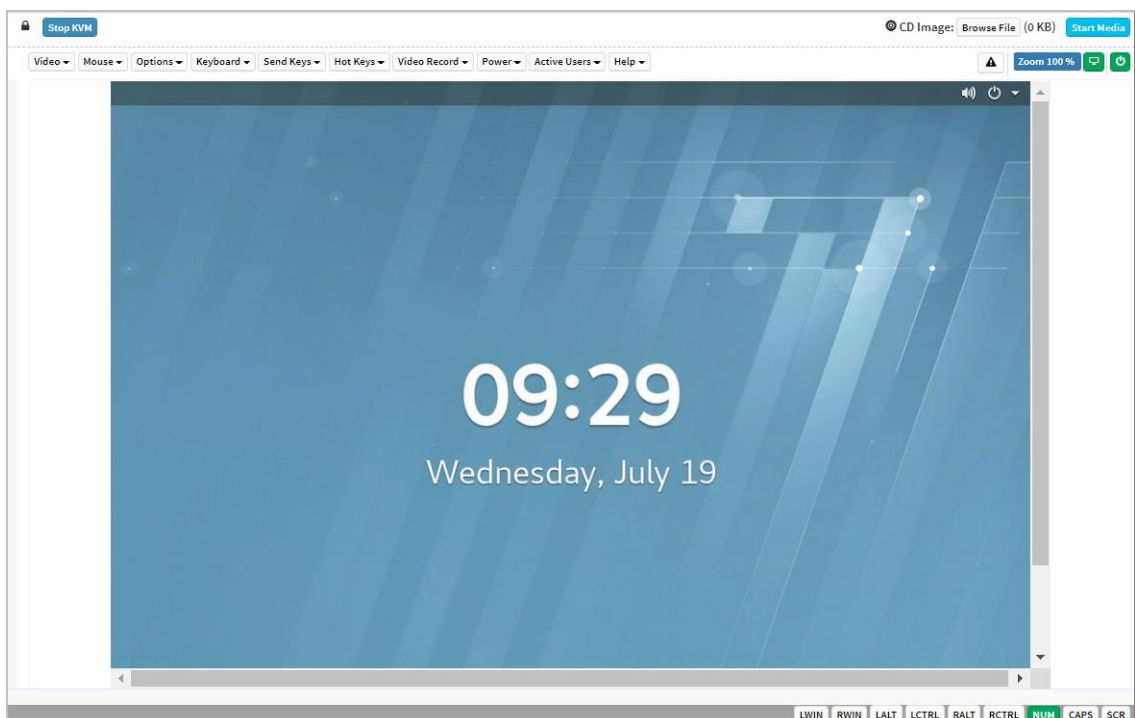 Stop KVM CD Image: Browse File (0 KB) Start Media
Video Mouse Options Keyboard Send Keys Hot Keys Video Record Power Active Users Help Zoom 100 %
09:29
Wednesday, July 19
LWIN RWIN LALT LCTRL RALT RCTRL NUM CAPS SCR